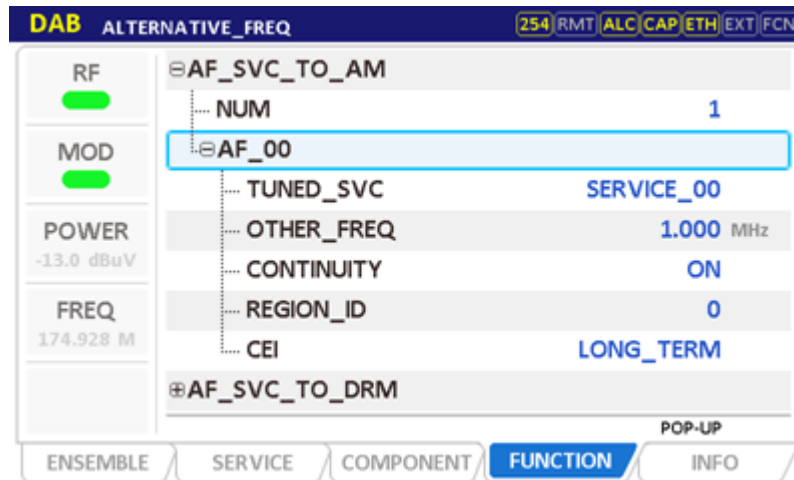 DAB ALTERNATIVE_FREQ 254 RMT ALC CAP ETH EXT FCN
RF
MOD
POWER
-13.0 dBuV
FREQ
174.928 M
AF_SVC_TO_AM
NUM 1
AF_00
TUNED_SVC SERVICE_00
OTHER_FREQ 1.000 MHz
CONTINUITY ON
REGION_ID 0
CEI LONG_TERM
AF_SVC_TO_DRM
POP-UP
ENSEMBLE SERVICE COMPONENT FUNCTION INFO